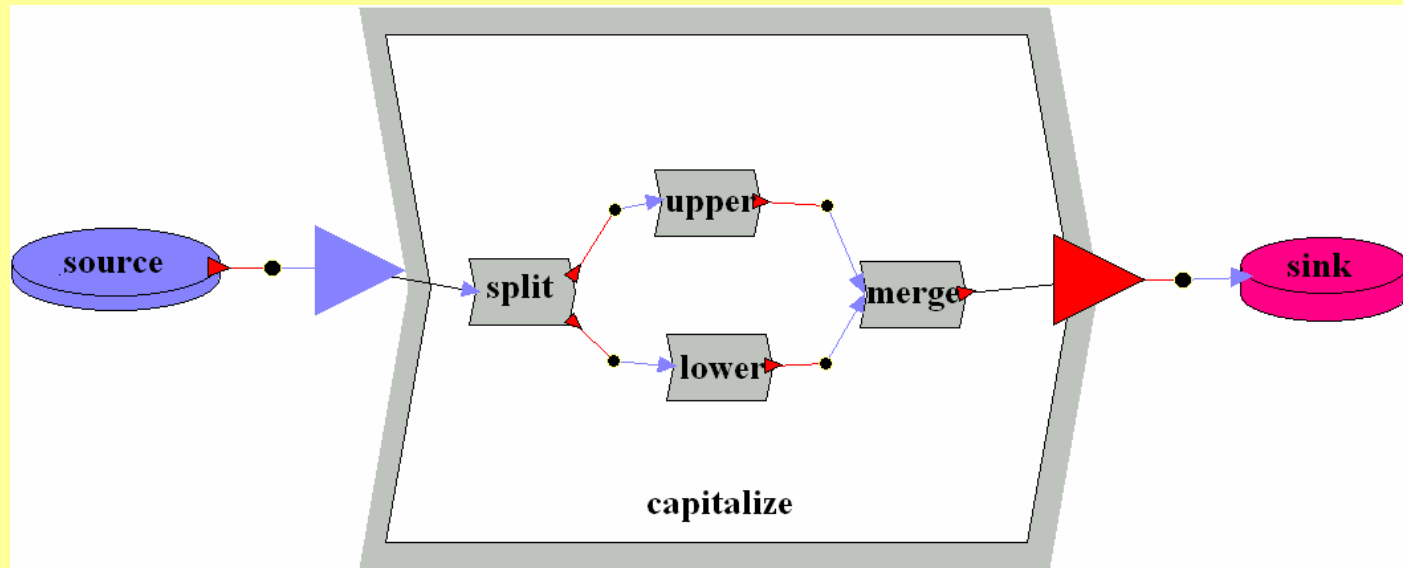 source
split
upper
lower
merge
sink
capitalize